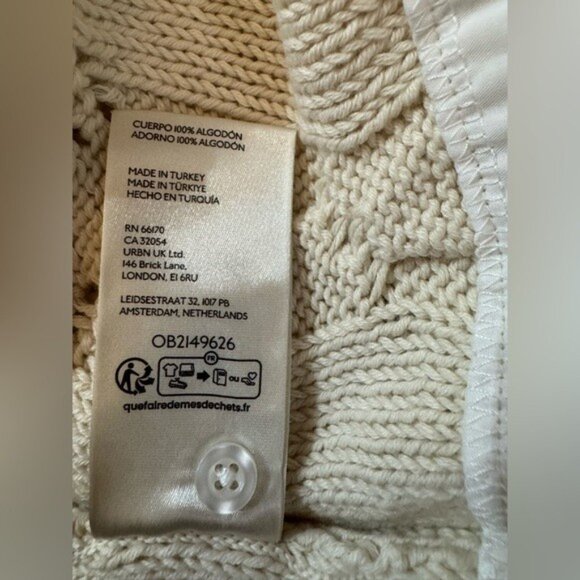 CUERPO 100% ALGODÓN
ADORNO 100% ALGODÓN
MADE IN TURKEY
MADE IN TÜRKIYE
HECHO EN TURQUÍA
RN 66170
CA 32054
URBN UK Ltd.
146 Brick Lane,
LONDON, E1 6RU
LEIDSESTRAAT 32, 1017 PB
AMSTERDAM, NETHERLANDS
OB2149626
FR
ou
quefairedemesdechets.fr